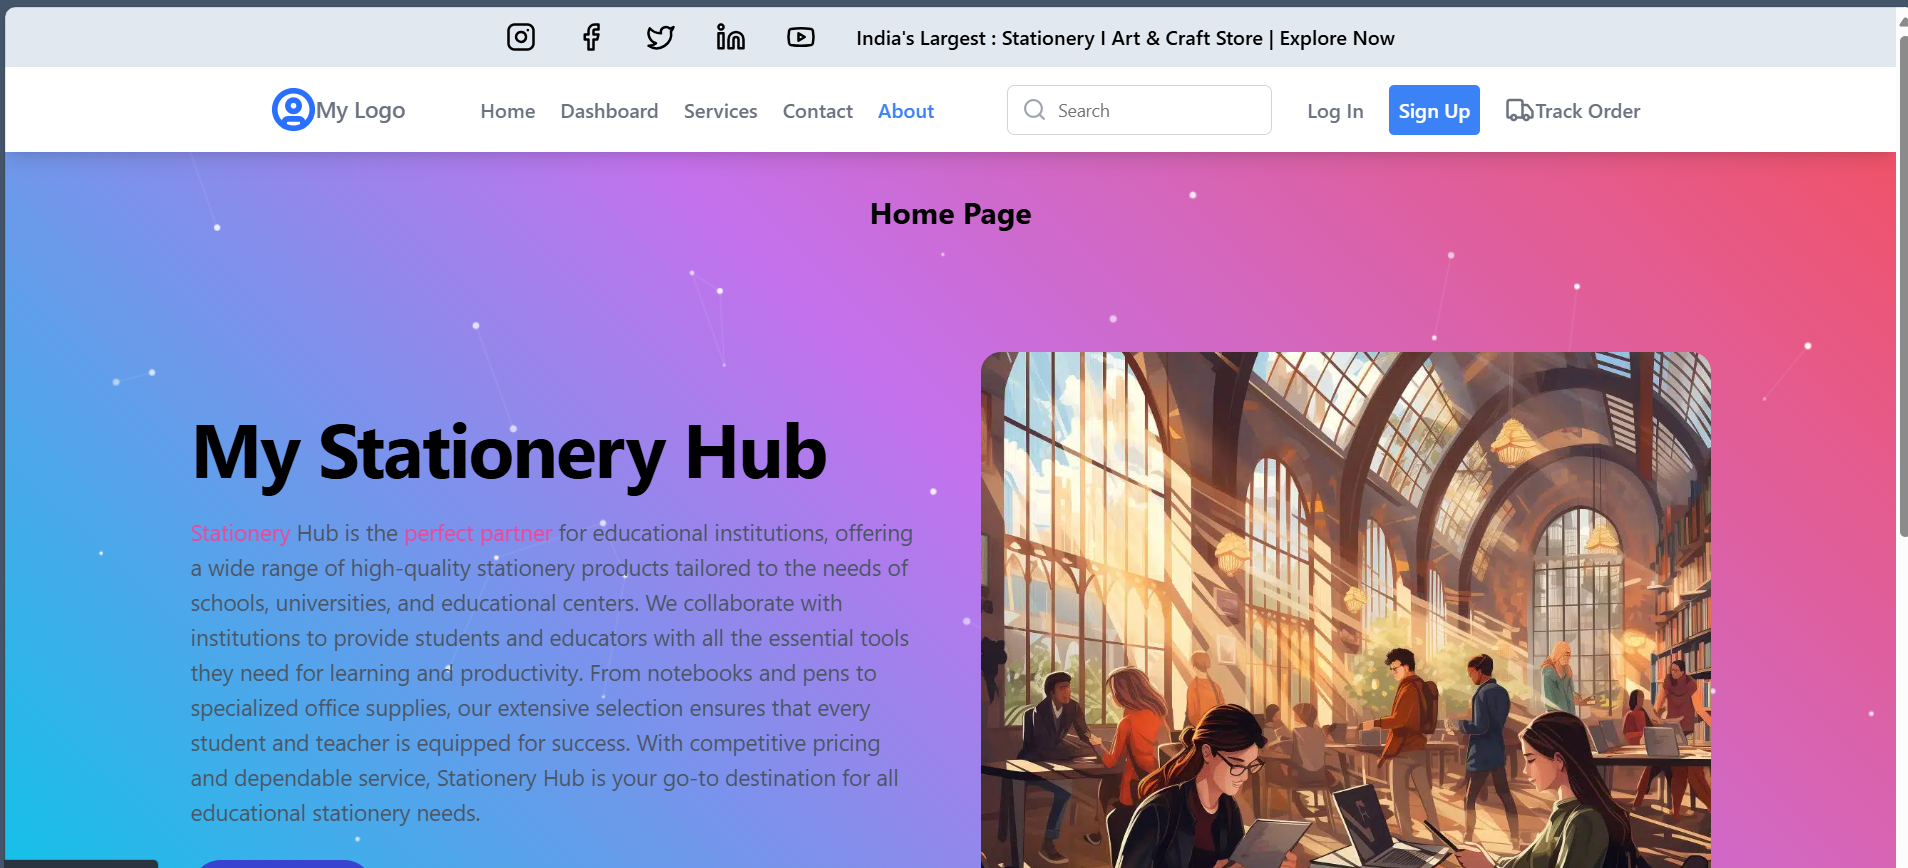 India's Largest : Stationery I Art & Craft Store | Explore Now
My Logo
Home
Dashboard
Services
Contact
About
Search
Log In
Sign Up
Track Order
Home Page
My Stationery Hub
Stationery Hub is the perfect partner for educational institutions, offering
a wide range of high-quality stationery products tailored to the needs of
schools, universities, and educational centers. We collaborate with
institutions to provide students and educators with all the essential tools
they need for learning and productivity. From notebooks and pens to
specialized office supplies, our extensive selection ensures that every
student and teacher is equipped for success. With competitive pricing
and dependable service, Stationery Hub is your go-to destination for all
educational stationery needs.